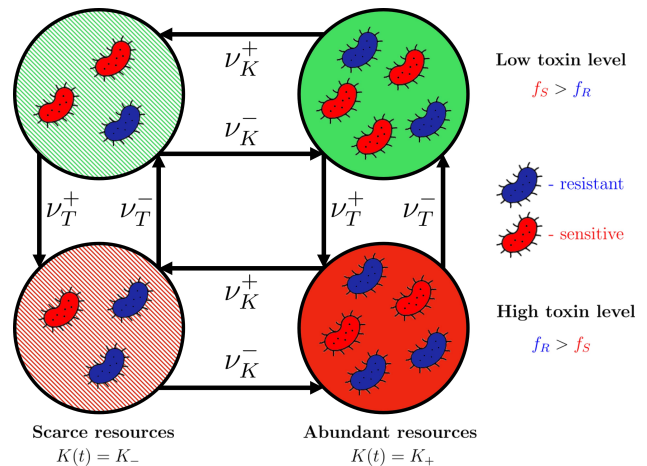 ν_K^+
ν_K^-
ν_T^+
ν_T^-
ν_T^+
ν_T^-
ν_K^+
ν_K^-
Low toxin level
f_S > f_R
- resistant
- sensitive
High toxin level
f_R > f_S
Scarce resources
K(t) = K_-
Abundant resources
K(t) = K_+